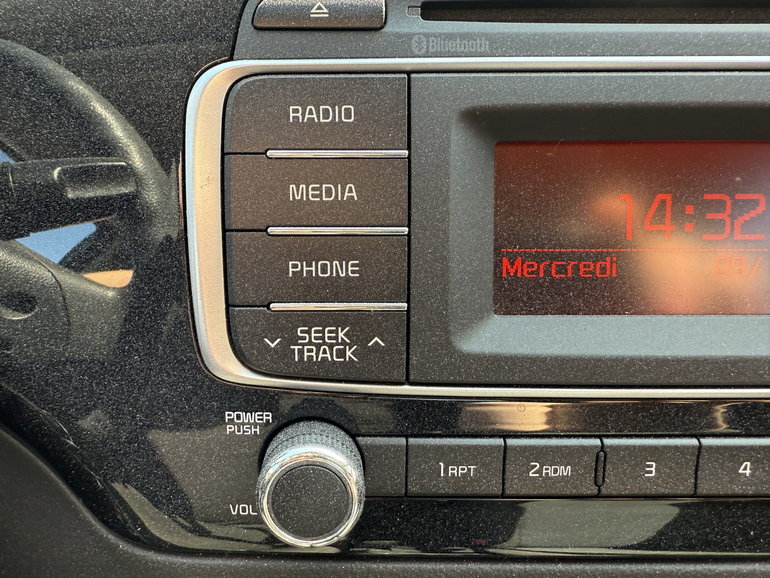 Bluetooth
RADIO
MEDIA
PHONE
SEEK
TRACK
14:32
Mercredi
POWER
PUSH
VOL
1 RPT
2 RDM
3
4